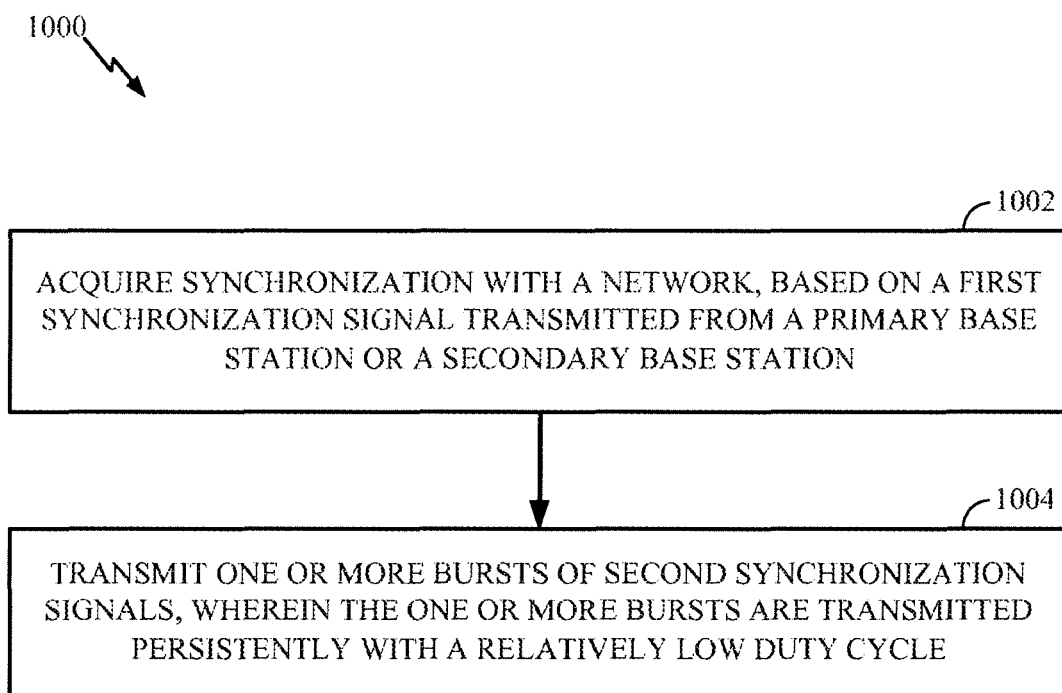 1000
1002
ACQUIRE SYNCHRONIZATION WITH A NETWORK, BASED ON A FIRST
SYNCHRONIZATION SIGNAL TRANSMITTED FROM A PRIMARY BASE
STATION OR A SECONDARY BASE STATION
1004
TRANSMIT ONE OR MORE BURSTS OF SECOND SYNCHRONIZATION
SIGNALS, WHEREIN THE ONE OR MORE BURSTS ARE TRANSMITTED
PERSISTENTLY WITH A RELATIVELY LOW DUTY CYCLE